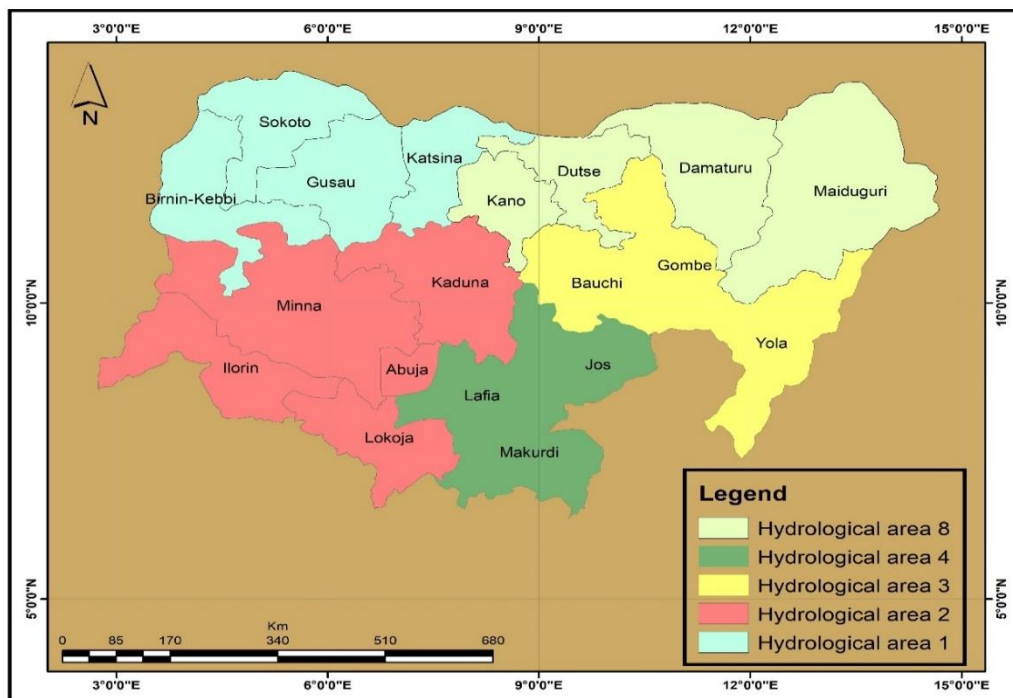 3°0'0"E 6°0'0"E 9°0'0"E 12°0'0"E 15°0'0"E
N
Sokoto
Katsina
Gusau
Birnin-Kebbi
Dutse
Kano
Damaturu
Maiduguri
Gombe
Bauchi
Kaduna
Minna
10°0'0"N 10°0'0"N
Yola
Ilorin
Abuja
Jos
Lafia
Lokoja
Makurdi
Legend
Hydrological area 8
Hydrological area 4
Hydrological area 3
Hydrological area 2
Hydrological area 1
5°0'0"N 5°0'0"N
Km
0 85 170 340 510 680
3°0'0"E 6°0'0"E 9°0'0"E 12°0'0"E 15°0'0"E